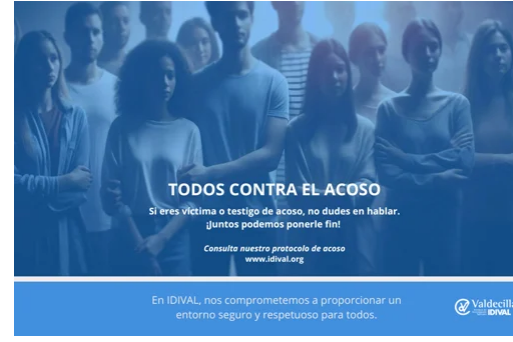 TODOS CONTRA EL ACOSO
Si eres víctima o testigo de acoso, no dudes en hablar.
¡Juntos podemos ponerle fin!
Consulta nuestro protocolo de acoso
www.idival.org
En IDIVAL, nos comprometemos a proporcionar un
entorno seguro y respetuoso para todos.
Valdecilla
IDIVAL